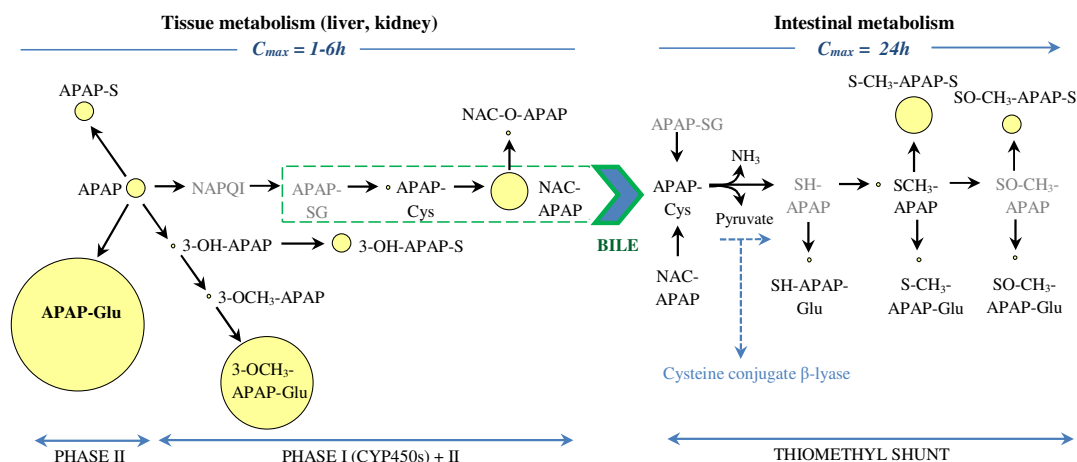 Tissue metabolism (liver, kidney)
Cmax = 1-6h
APAP-S
NAC-O-APAP
APAP
NAPQI
APAP-
SG
APAP-
Cys
NAC-
APAP
3-OH-APAP
3-OH-APAP-S
BILE
3-OCH3-APAP
APAP-Glu
3-OCH3-
APAP-Glu
PHASE II
PHASE I (CYP450s) + II
Intestinal metabolism
Cmax = 24h
S-CH3-APAP-S
SO-CH3-APAP-S
APAP-SG
NH3
APAP-
Cys
SH-
APAP
SCH3-
APAP
SO-CH3-
APAP
Pyruvate
NAC-
APAP
SH-APAP-
Glu
S-CH3-
APAP-Glu
SO-CH3-
APAP-Glu
Cysteine conjugate β-lyase
THIOMETHYL SHUNT